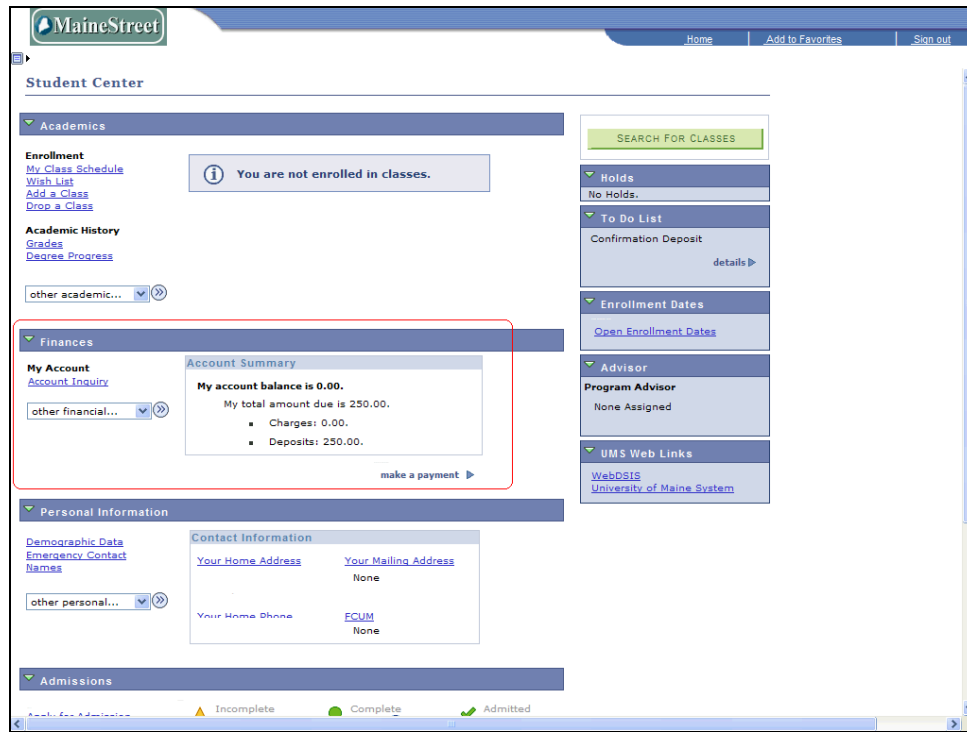 MaineStreet
Home Add to Favorites Sign out
Student Center
Academics
Enrollment
My Class Schedule
Wish List
Add a Class
Drop a Class
Academic History
Grades
Degree Progress
other academic...
You are not enrolled in classes.
Finances
My Account
Account Inquiry
other financial...
Account Summary
My account balance is 0.00.
My total amount due is 250.00.
Charges: 0.00.
Deposits: 250.00.
make a payment
Personal Information
Demographic Data
Emergency Contact
Names
other personal...
Contact Information
Your Home Address Your Mailing Address
None
Your Home Phone FCUM
None
Admissions
Apply for Admission
Incomplete Complete Admitted
SEARCH FOR CLASSES
Holds
No Holds.
To Do List
Confirmation Deposit
details
Enrollment Dates
Open Enrollment Dates
Advisor
Program Advisor
None Assigned
UMS Web Links
WebDSIS
University of Maine System